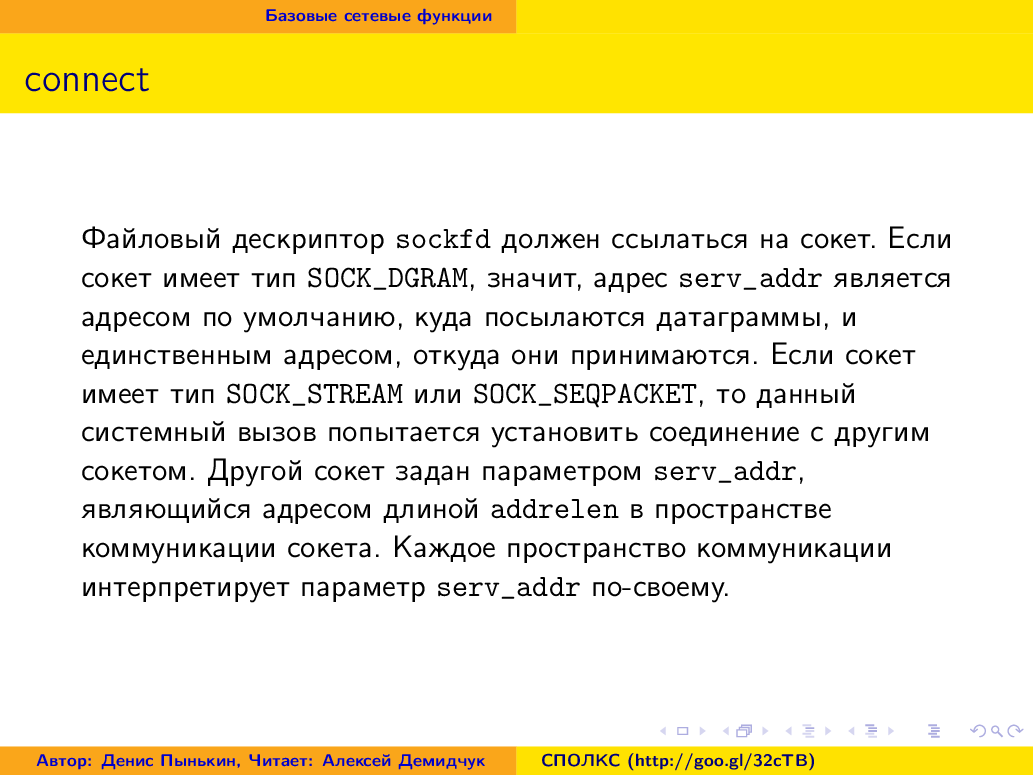 Базовые сетевые функции
connect
Файловый дескриптор sockfd должен ссылаться на сокет. Если
сокет имеет тип SOCK_DGRAM, значит, адрес serv_addr является
адресом по умолчанию, куда посылаются датаграммы, и
единственным адресом, откуда они принимаются. Если сокет
имеет тип SOCK_STREAM или SOCK_SEQPACKET, то данный
системный вызов попытается установить соединение с другим
сокетом. Другой сокет задан параметром serv_addr,
являющийся адресом длиной addrelen в пространстве
коммуникации сокета. Каждое пространство коммуникации
интерпретирует параметр serv_addr по-своему.
Автор: Денис Пынькин, Читает: Алексей Демидчук
СПОЛКС (http://goo.gl/32cTB)